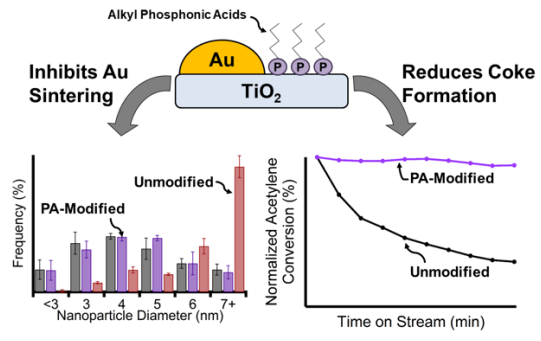 Alkyl Phosphonic Acids
Au
P P P
TiO2
Inhibits Au
Sintering
Reduces Coke
Formation
Frequency (%)
Unmodified
PA-Modified
<3 3 4 5 6 7+
Nanoparticle Diameter (nm)
Normalized Acetylene
Conversion (%)
PA-Modified
Unmodified
Time on Stream (min)